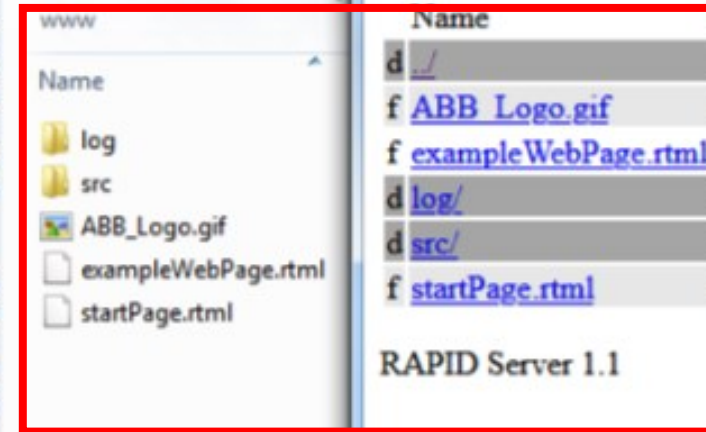 www
Name
log
src
ABB_Logo.gif
exampleWebPage.rtml
startPage.rtml
Name
d ../
f ABB_Logo.gif
f exampleWebPage.rtml
d log/
d src/
f startPage.rtml
RAPID Server 1.1